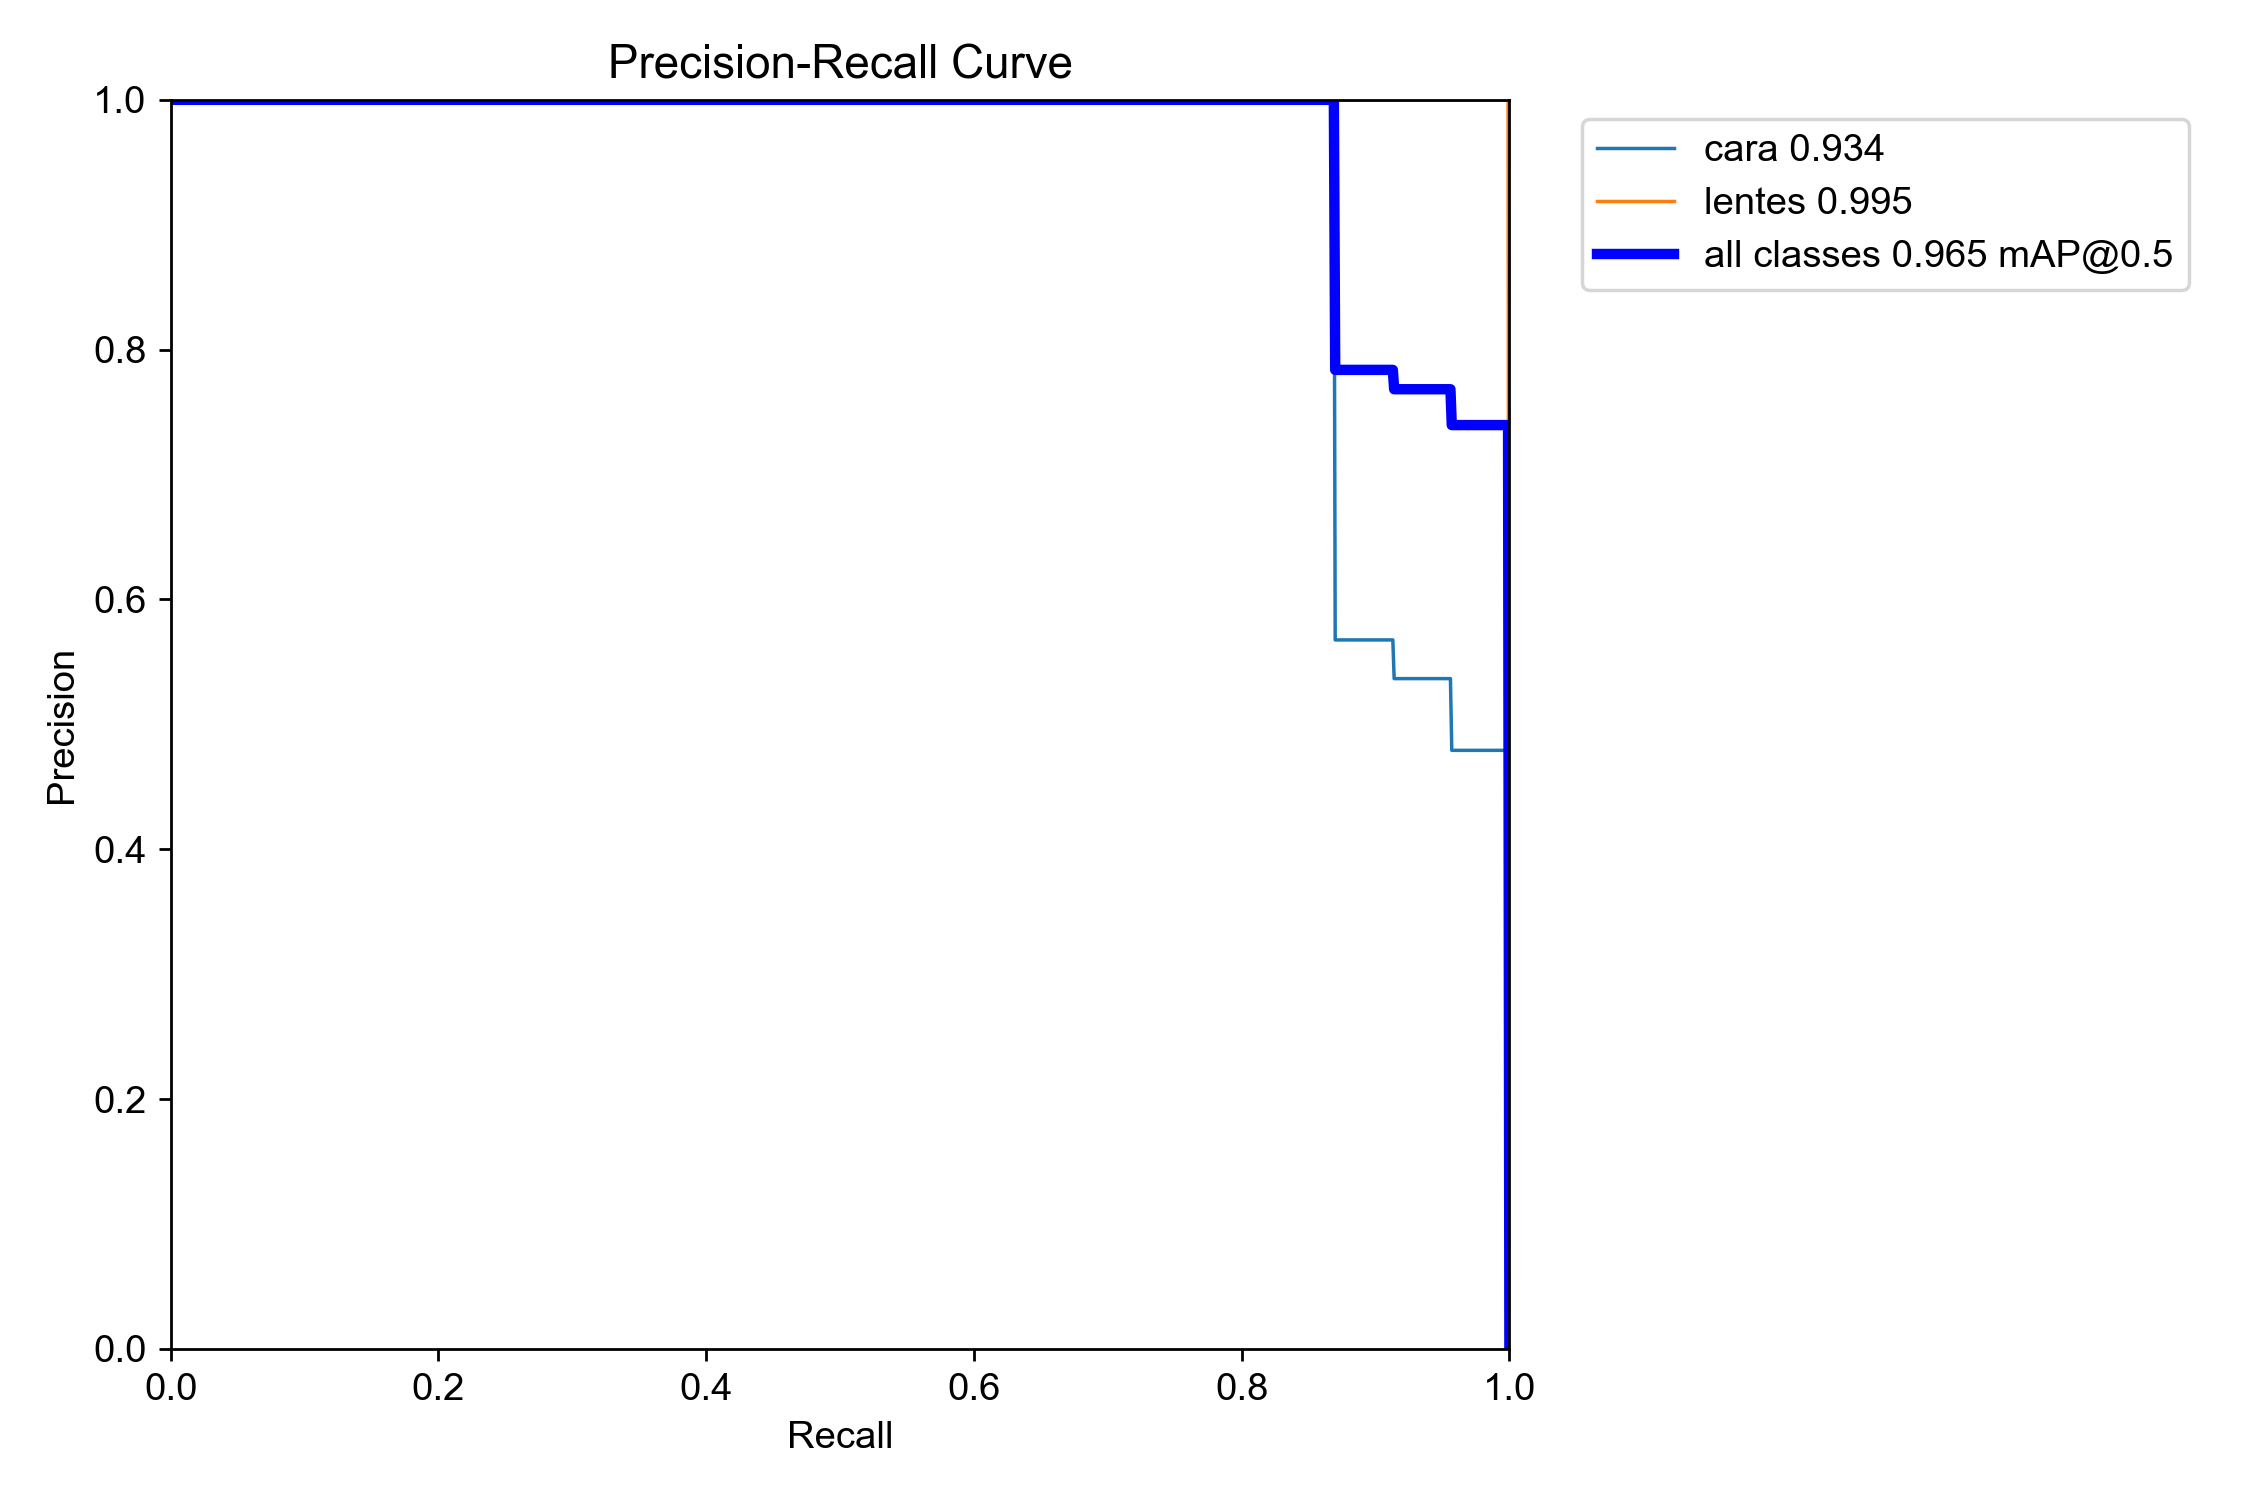 Precision-Recall Curve
1.0
0.8
0.6
0.4
0.2
0.0
Precision
0.0 0.2 0.4 0.6 0.8 1.0
Recall
cara 0.934
lentes 0.995
all classes 0.965 mAP@0.5